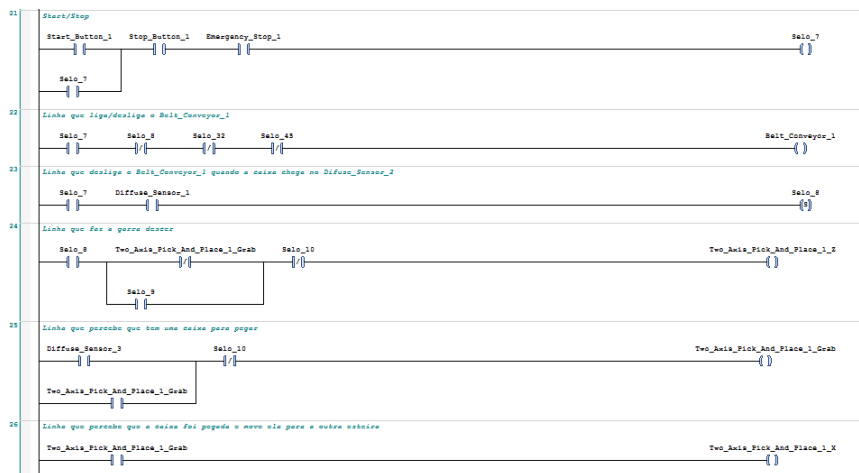 21
Start/Stop
Start_Button_1 Stop_Button_1 Emergency_Stop_1 Selo_7
Selo_7
22
Linha que liga/desliga o Belt_Conveyor_1
Selo_7 Selo_8 Selo_32 Selo_43 Belt_Conveyor_1
23
Linha que desliga o Belt_Conveyor_1 quando a caixa chega no Difuse_Sensor_2
Selo_7 Diffuse_Sensor_1 Selo_8
S
24
Linha que faz a garra descer
Selo_8 Two_Axis_Pick_And_Place_1_Grab Selo_10 Two_Axis_Pick_And_Place_1_Z
Selo_9
25
Linha que percebe que tem uma caixa para pegar
Diffuse_Sensor_3 Selo_10 Two_Axis_Pick_And_Place_1_Grab
Two_Axis_Pick_And_Place_1_Grab
26
Linha que percebe que a caixa foi pegada e move ela para a outra esteira
Two_Axis_Pick_And_Place_1_Grab Two_Axis_Pick_And_Place_1_X